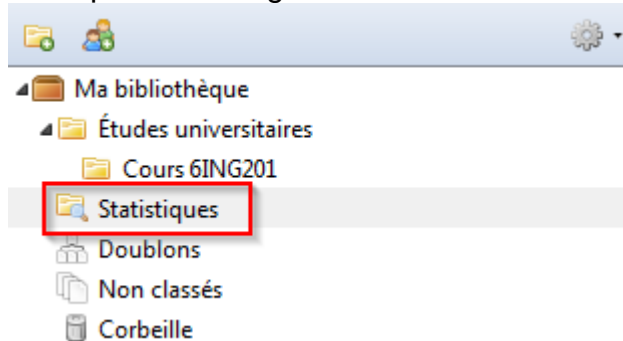 Ma bibliothèque
Études universitaires
Cours 6ING201
Statistiques
Doublons
Non classés
Corbeille